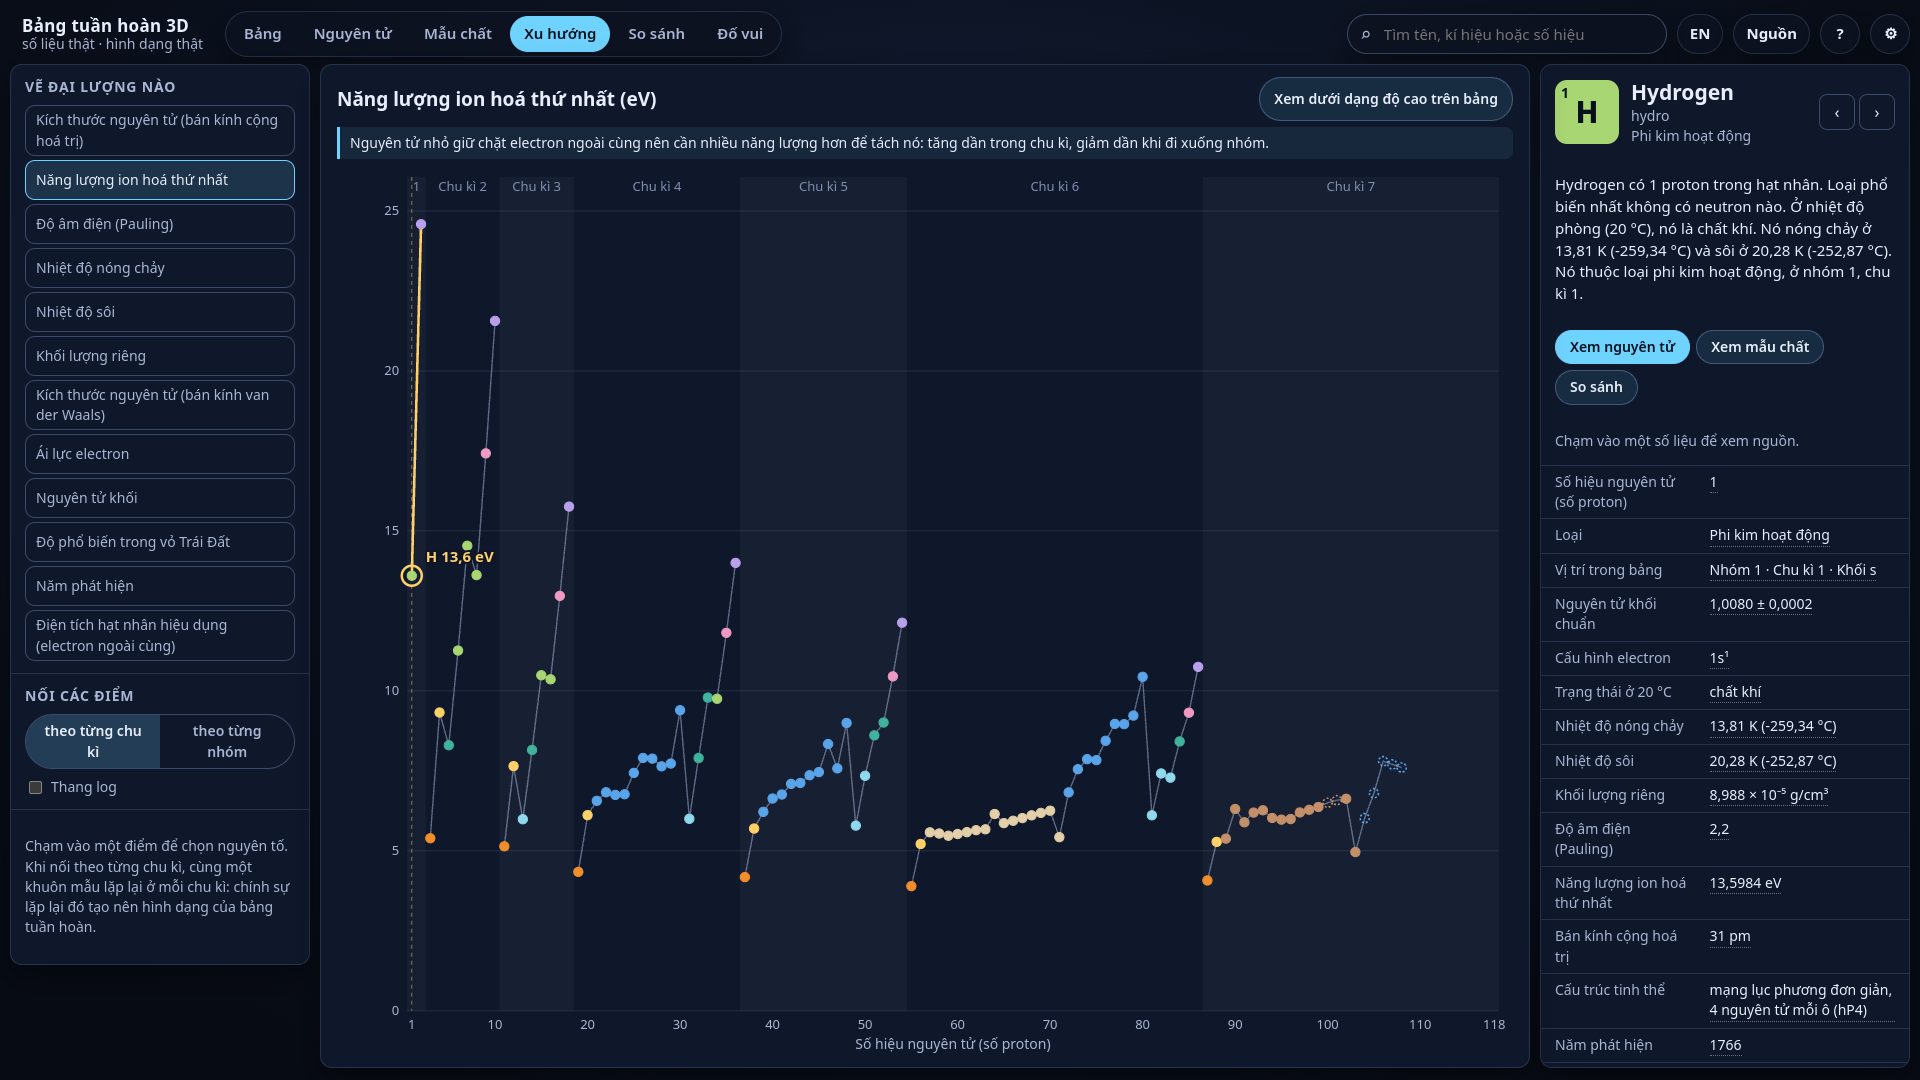 Bảng tuần hoàn 3D
số liệu thật · hình dạng thật
Bảng
Nguyên tử
Mẫu chất
Xu hướng
So sánh
Đố vui
Tìm tên, kí hiệu hoặc số hiệu
EN
Nguồn
?
VẼ ĐẠI LƯỢNG NÀO
Kích thước nguyên tử (bán kính cộng
hoá trị)
Năng lượng ion hoá thứ nhất
Độ âm điện (Pauling)
Nhiệt độ nóng chảy
Nhiệt độ sôi
Khối lượng riêng
Kích thước nguyên tử (bán kính van
der Waals)
Ái lực electron
Nguyên tử khối
Độ phổ biến trong vỏ Trái Đất
Năm phát hiện
Điện tích hạt nhân hiệu dụng
(electron ngoài cùng)
NỐI CÁC ĐIỂM
theo từng chu
kì
theo từng
nhóm
Thang log
Chạm vào một điểm để chọn nguyên tố.
Khi nối theo từng chu kì, cùng một
khuôn mẫu lặp lại ở mỗi chu kì: chính sự
lặp lại đó tạo nên hình dạng của bảng
tuần hoàn.
Năng lượng ion hoá thứ nhất (eV)
Xem dưới dạng độ cao trên bảng
Nguyên tử nhỏ giữ chặt electron ngoài cùng nên cần nhiều năng lượng hơn để tách nó: tăng dần trong chu kì, giảm dần khi đi xuống nhóm.
1
Chu kì 2
Chu kì 3
Chu kì 4
Chu kì 5
Chu kì 6
Chu kì 7
25
20
15
10
5
0
H 13,6 eV
1
10
20
30
40
50
60
70
80
90
100
110
118
Số hiệu nguyên tử (số proton)
1
H
Hydrogen
hydro
Phi kim hoạt động
‹
›
Hydrogen có 1 proton trong hạt nhân. Loại phổ
biến nhất không có neutron nào. Ở nhiệt độ
phòng (20 °C), nó là chất khí. Nó nóng chảy ở
13,81 K (-259,34 °C) và sôi ở 20,28 K (-252,87 °C).
Nó thuộc loại phi kim hoạt động, ở nhóm 1, chu
kì 1.
Xem nguyên tử
Xem mẫu chất
So sánh
Chạm vào một số liệu để xem nguồn.
Số hiệu nguyên tử
(số proton)
1
Loại
Phi kim hoạt động
Vị trí trong bảng
Nhóm 1 · Chu kì 1 · Khối s
Nguyên tử khối
chuẩn
1,0080 ± 0,0002
Cấu hình electron
1s¹
Trạng thái ở 20 °C
chất khí
Nhiệt độ nóng chảy
13,81 K (-259,34 °C)
Nhiệt độ sôi
20,28 K (-252,87 °C)
Khối lượng riêng
8,988 × 10⁻⁵ g/cm³
Độ âm điện
(Pauling)
2,2
Năng lượng ion hoá
thứ nhất
13,5984 eV
Bán kính cộng hoá
trị
31 pm
Cấu trúc tinh thể
mạng lục phương đơn giản,
4 nguyên tử mỗi ô (hP4)
Năm phát hiện
1766